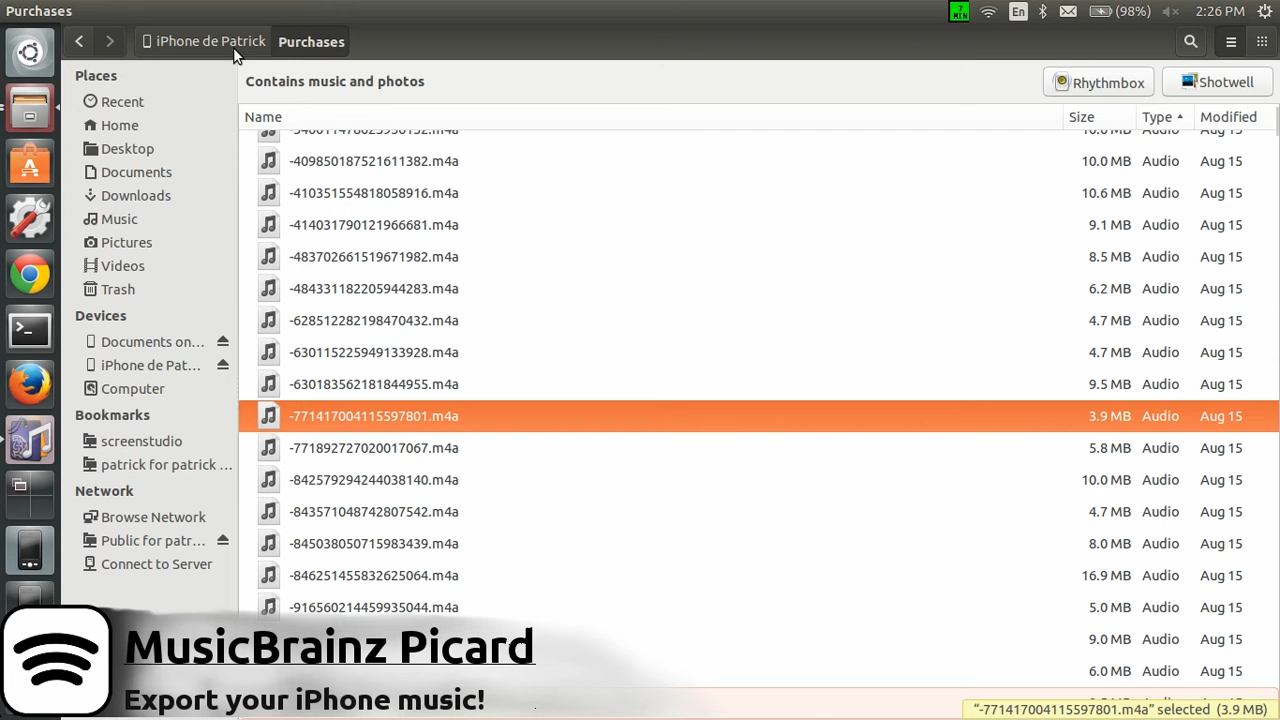 Purchases
7 MIN
En
(98%)
2:26 PM
iPhone de Patrick
Purchases
Places
Recent
Home
Desktop
Documents
Downloads
Music
Pictures
Videos
Trash
Devices
Documents on...
iPhone de Pat...
Computer
Bookmarks
screenstudio
patrick for patrick ...
Network
Browse Network
Public for patr...
Connect to Server
Contains music and photos
Rhythmbox
Shotwell
Name Size Type Modified
-409850187521611382.m4a 10.0 MB Audio Aug 15
-410351554818058916.m4a 10.6 MB Audio Aug 15
-414031790121966681.m4a 9.1 MB Audio Aug 15
-483702661519671982.m4a 8.5 MB Audio Aug 15
-484331182205944283.m4a 6.2 MB Audio Aug 15
-628512282198470432.m4a 4.7 MB Audio Aug 15
-630115225949133928.m4a 4.7 MB Audio Aug 15
-630183562181844955.m4a 9.5 MB Audio Aug 15
-771417004115597801.m4a 3.9 MB Audio Aug 15
-771892727020017067.m4a 5.8 MB Audio Aug 15
-842579294244038140.m4a 10.0 MB Audio Aug 15
-843571048742807542.m4a 4.7 MB Audio Aug 15
-845038050715983439.m4a 8.0 MB Audio Aug 15
-846251455832625064.m4a 16.9 MB Audio Aug 15
-916560214459935044.m4a 5.0 MB Audio Aug 15
9.0 MB Audio Aug 15
6.0 MB Audio Aug 15
MusicBrainz Picard
Export your iPhone music!
“-771417004115597801.m4a” selected (3.9 MB)